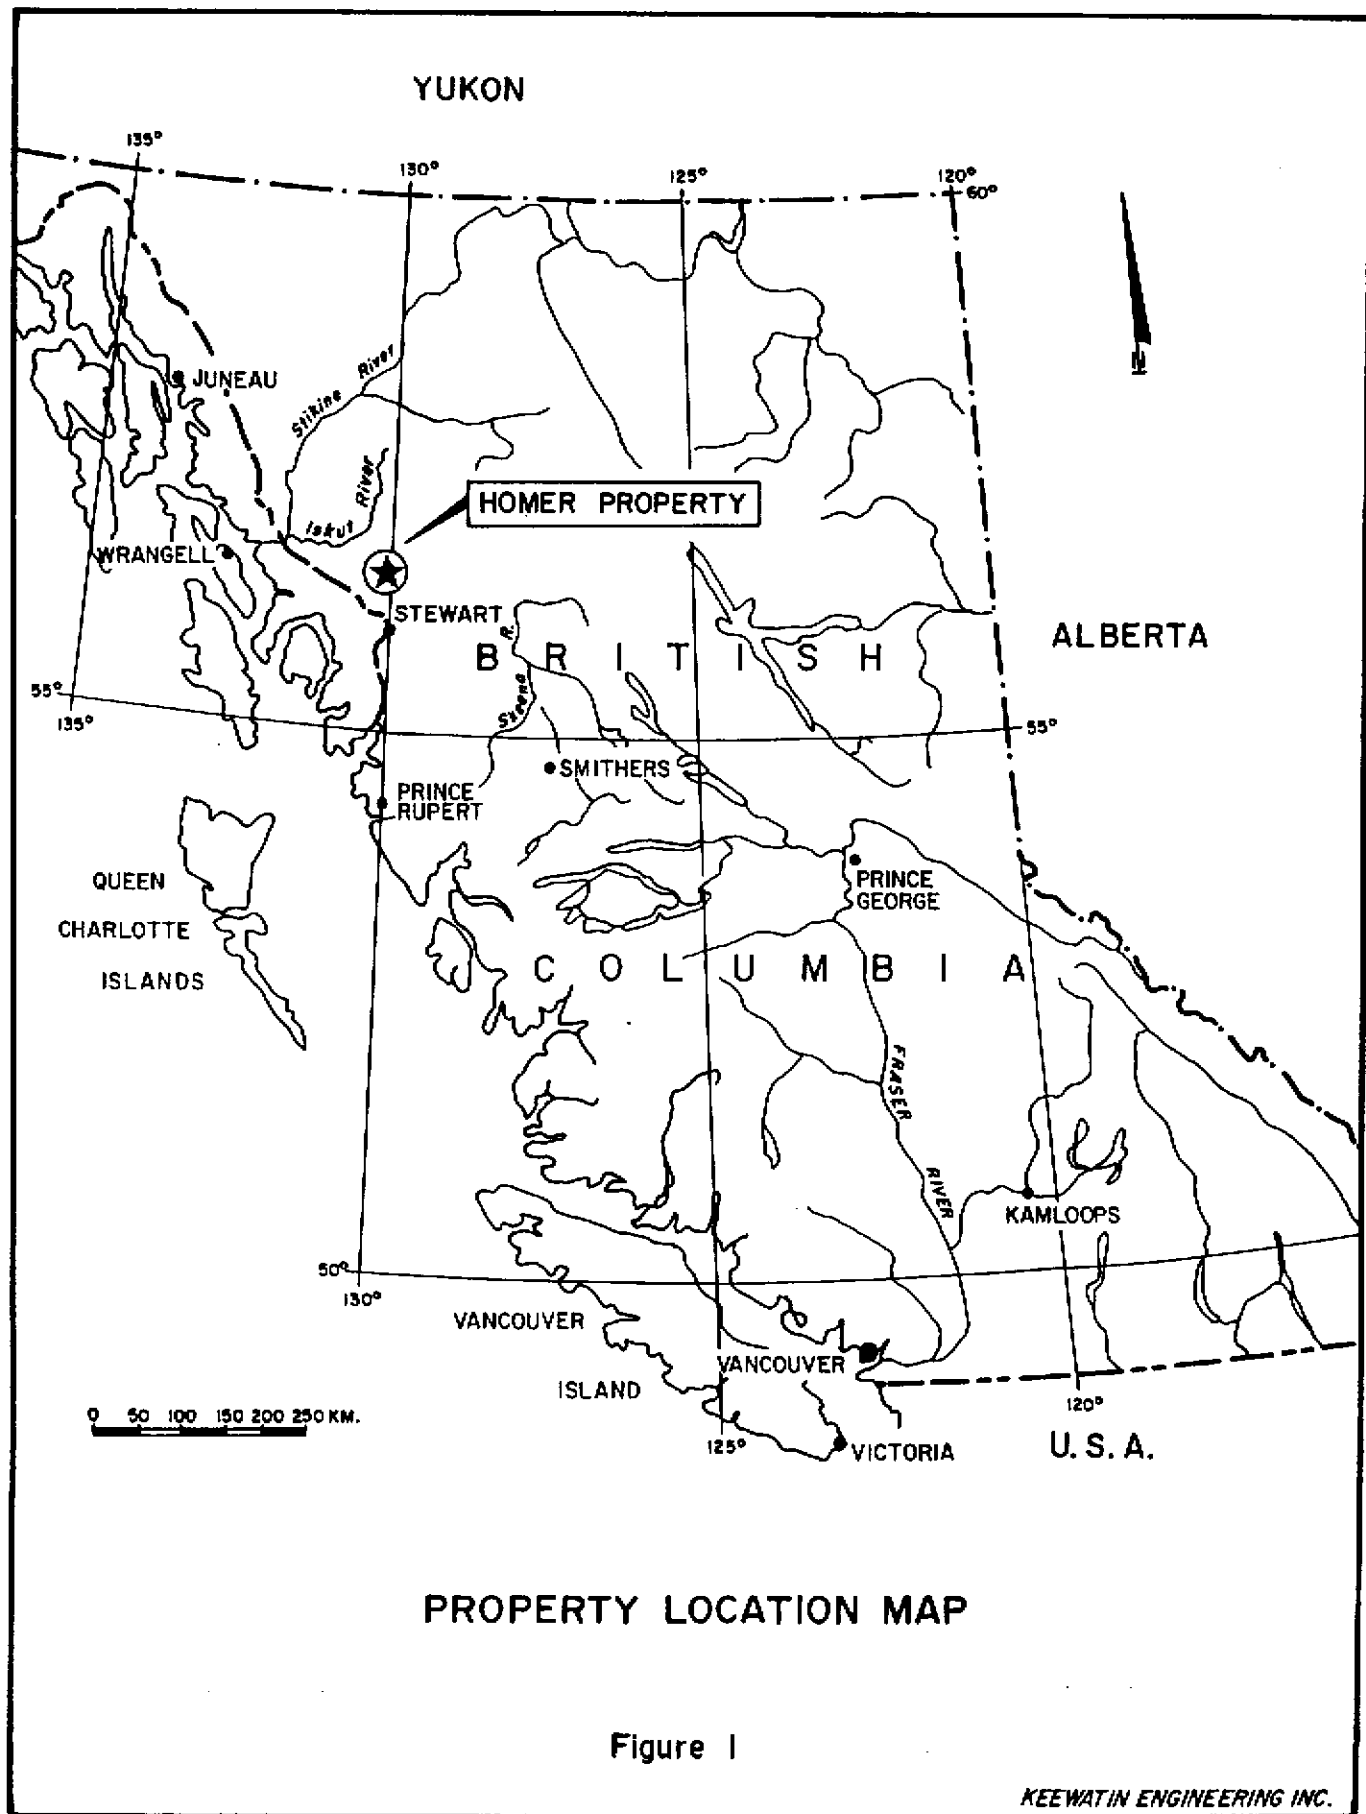 YUKON
135°
130°
125°
120°
60°
N
JUNEAU
Stikine River
Iskut River
HOMER PROPERTY
WRANGELL
STEWART
BRITISH
ALBERTA
Skeena R.
55°
135°
55°
SMITHERS
PRINCE
RUPERT
QUEEN
CHARLOTTE
ISLANDS
PRINCE
GEORGE
COLUMBIA
FRASER RIVER
KAMLOOPS
50°
130°
VANCOUVER
ISLAND
VANCOUVER
120°
0 50 100 150 200 250 KM.
125°
VICTORIA
U.S.A.
PROPERTY LOCATION MAP
Figure 1
KEEWATIN ENGINEERING INC.